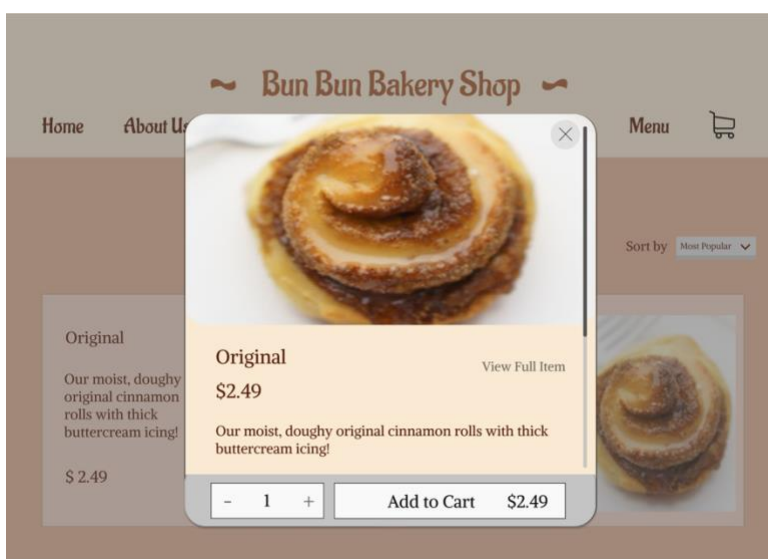 Bun Bun Bakery Shop
Home About Us Menu
Sort by Most Popular
Original
Our moist, doughy
original cinnamon
rolls with thick
buttercream icing!
$ 2.49
Original
View Full Item
$2.49
Our moist, doughy original cinnamon rolls with thick
buttercream icing!
- 1 + Add to Cart $2.49